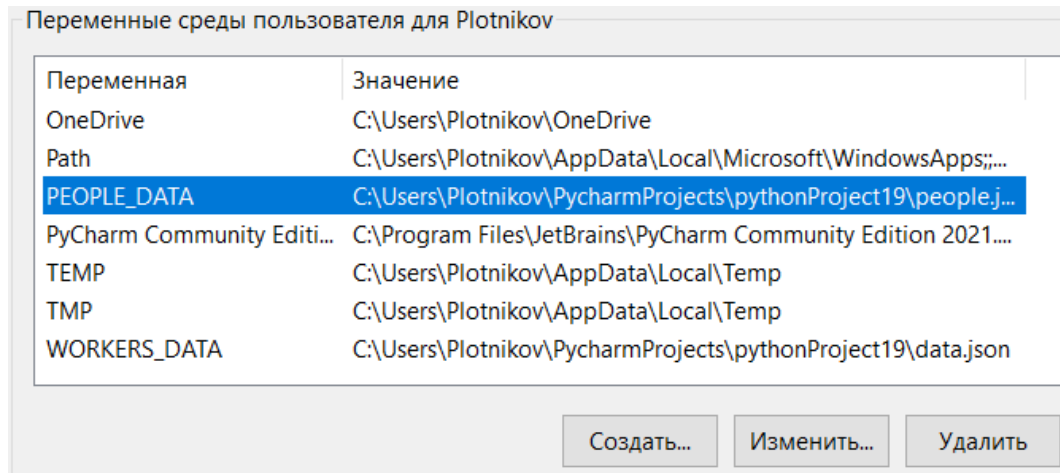 Переменные среды пользователя для Plotnikov
Переменная Значение
OneDrive C:\Users\Plotnikov\OneDrive
Path C:\Users\Plotnikov\AppData\Local\Microsoft\WindowsApps;;...
PEOPLE_DATA C:\Users\Plotnikov\PycharmProjects\pythonProject19\people.j...
PyCharm Community Editi... C:\Program Files\JetBrains\PyCharm Community Edition 2021....
TEMP C:\Users\Plotnikov\AppData\Local\Temp
TMP C:\Users\Plotnikov\AppData\Local\Temp
WORKERS_DATA C:\Users\Plotnikov\PycharmProjects\pythonProject19\data.json
Создать... Изменить... Удалить